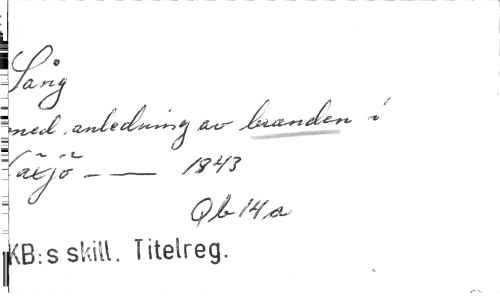 Sång
med anledning av branden i
Växjö — — 1843
Qb 14 a
KB:s skill. Titelreg.